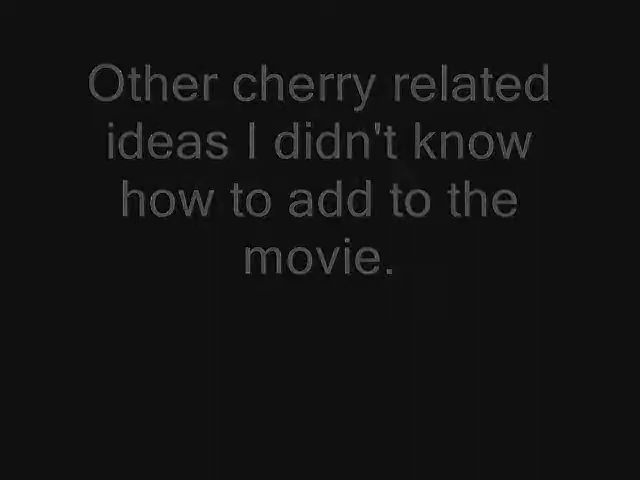 Other cherry related
ideas I didn't know
how to add to the
movie.